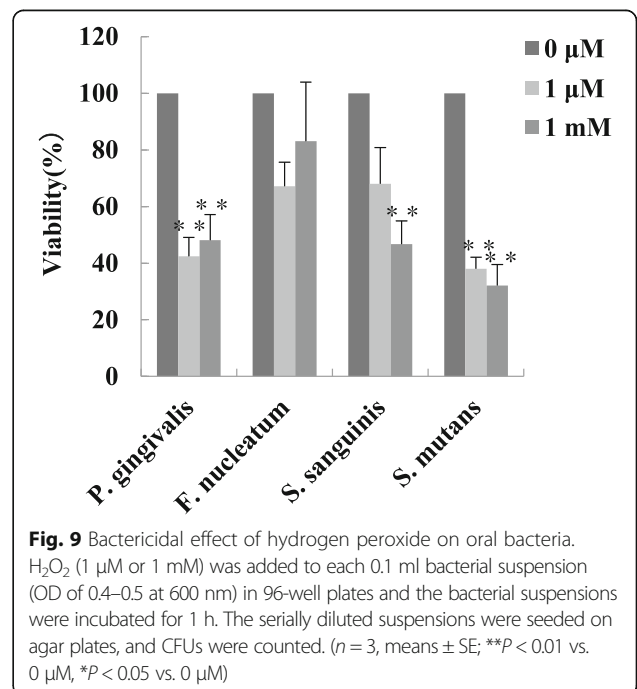 120
100
80
60
40
20
0
Viability(%)
0 µM
1 µM
1 mM
* *
* *
* *
* *
* *
P. gingivalis
F. nucleatum
S. sanguinis
S. mutans
Fig. 9 Bactericidal effect of hydrogen peroxide on oral bacteria.
H₂O₂ (1 µM or 1 mM) was added to each 0.1 ml bacterial suspension
(OD of 0.4–0.5 at 600 nm) in 96-well plates and the bacterial suspensions
were incubated for 1 h. The serially diluted suspensions were seeded on
agar plates, and CFUs were counted. (n = 3, means ± SE; **P < 0.01 vs.
0 µM, *P < 0.05 vs. 0 µM)